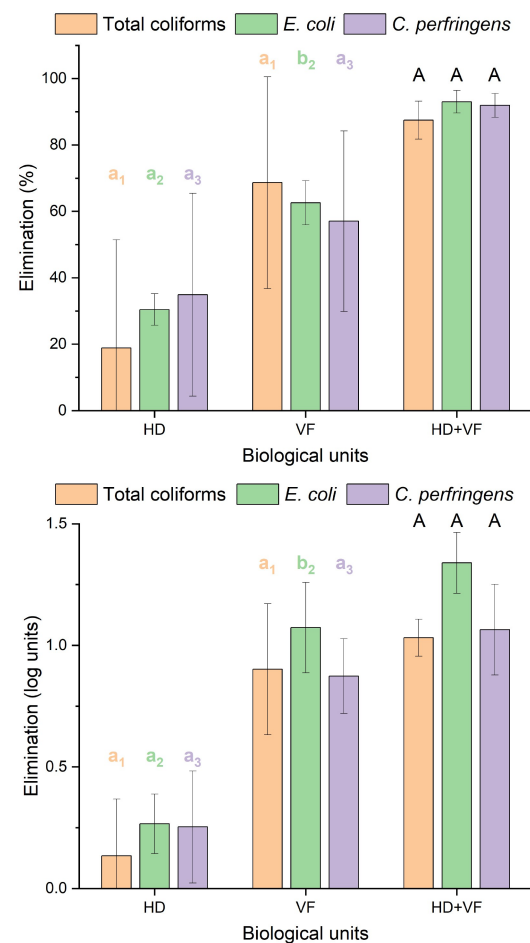 Total coliforms E. coli C. perfringens
a1 b2 a3 A A A
a1 a2 a3
100
80
60
40
20
0
Elimination (%)
HD VF HD+VF
Biological units
Total coliforms E. coli C. perfringens
A A A
a1 b2 a3
a1 a2 a3
1.5
1.0
0.5
0.0
Elimination (log units)
HD VF HD+VF
Biological units